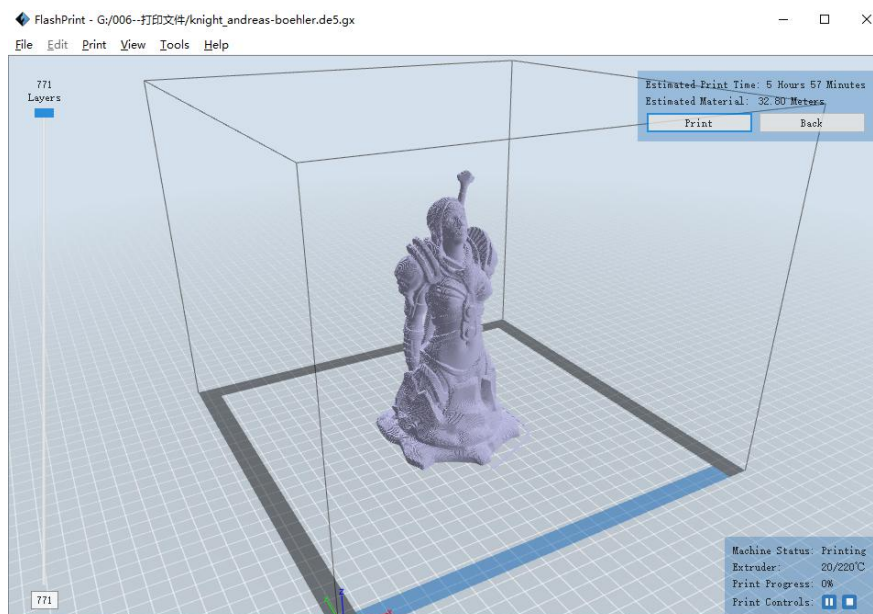 FlashPrint - G:/006--打印文件/knight_andreas-boehler.de5.gx
File Edit Print View Tools Help
771
Layers
Estimated Print Time: 5 Hours 57 Minutes
Estimated Material: 32.80 Meters
Print Back
Machine Status: Printing
Extruder: 20/220℃
Print Progress: 0%
Print Controls:
771